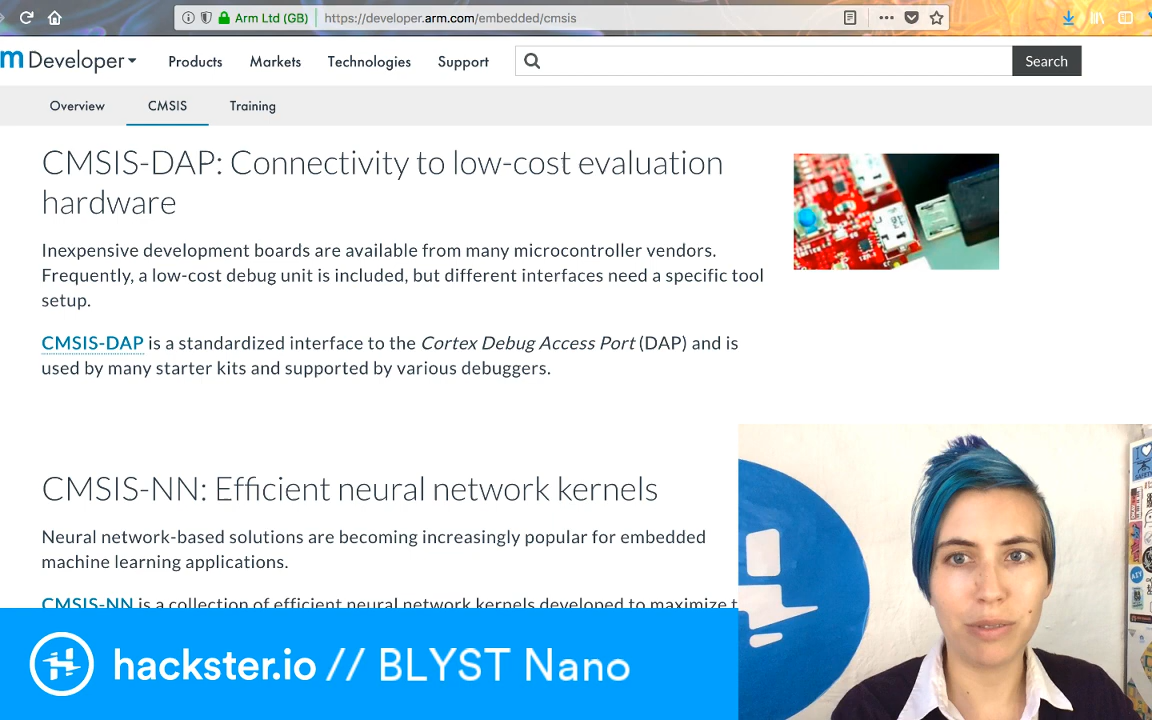 Arm Ltd (GB)
https://developer.arm.com/embedded/cmsis
m Developer
Products
Markets
Technologies
Support
Search
Overview
CMSIS
Training
CMSIS-DAP: Connectivity to low-cost evaluation
hardware
Inexpensive development boards are available from many microcontroller vendors.
Frequently, a low-cost debug unit is included, but different interfaces need a specific tool
setup.
CMSIS-DAP is a standardized interface to the Cortex Debug Access Port (DAP) and is
used by many starter kits and supported by various debuggers.
CMSIS-NN: Efficient neural network kernels
Neural network-based solutions are becoming increasingly popular for embedded
machine learning applications.
CMSIS-NN is a collection of efficient neural network kernels developed to maximize t
hackster.io // BLYST Nano